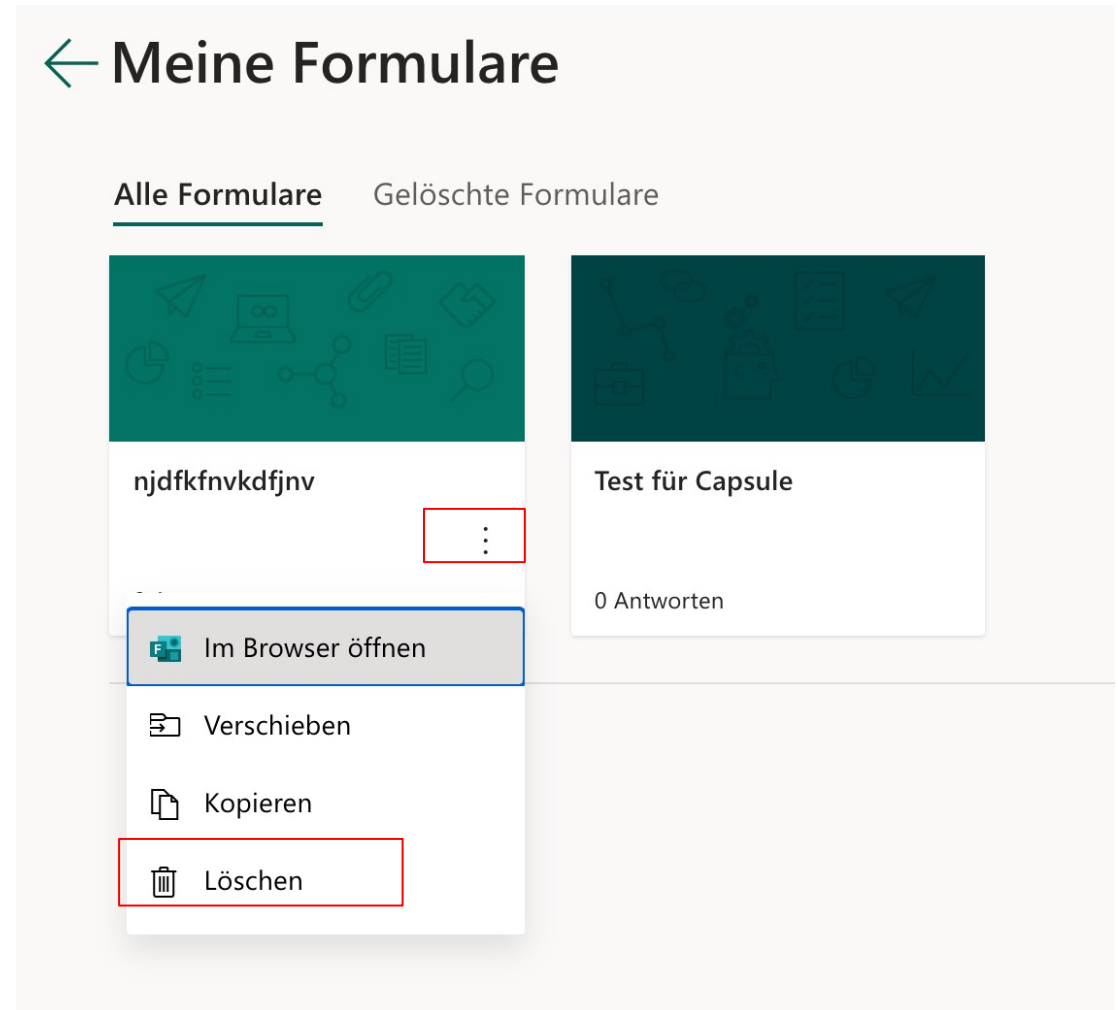 Meine Formulare
Alle Formulare Gelöschte Formulare
njdfkfnvkdfjnv
Test für Capsule
0 Antworten
Im Browser öffnen
Verschieben
Kopieren
Löschen